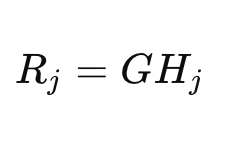 R_j = GH_j